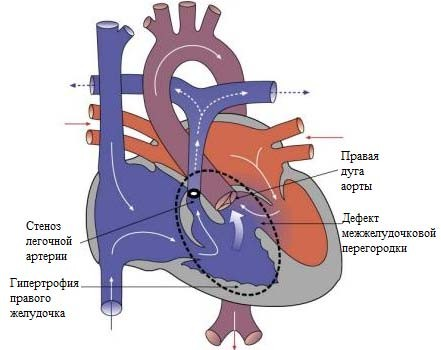 Правая
дуга
аорты
Стеноз
легочной
артерии
Дефект
межжелудочковой
перегородки
Гипертрофия
правого
желудочка